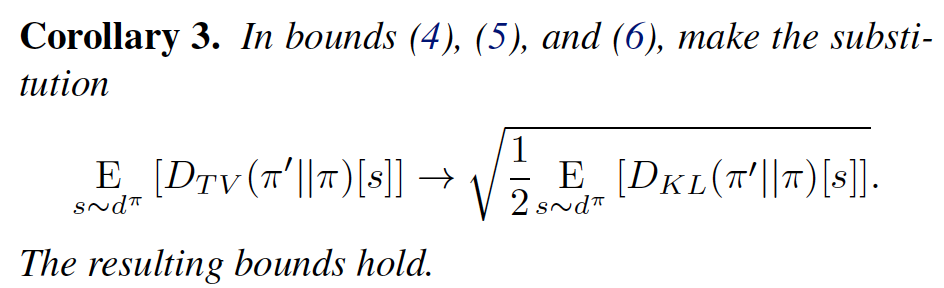 Corollary 3. In bounds (4), (5), and (6), make the substi-
tution
E_{s∼d^π} [D_{TV}(π′||π)[s]] → √(1/2 E_{s∼d^π} [D_{KL}(π′||π)[s]]).
The resulting bounds hold.